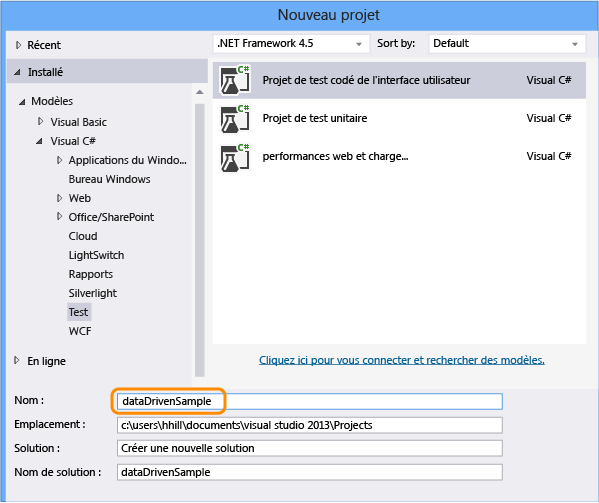 Nouveau projet
Récent
.NET Framework 4.5 Sort by: Default
Installé
Modèles
Visual Basic
Visual C#
Applications du Windo...
Bureau Windows
Web
Office/SharePoint
Cloud
LightSwitch
Rapports
Silverlight
Test
WCF
En ligne
C# Projet de test codé de l'interface utilisateur Visual C#
C# Projet de test unitaire Visual C#
C# performances web et charge... Visual C#
Cliquez ici pour vous connecter et rechercher des modèles.
Nom : dataDrivenSample
Emplacement : c:\users\hhill\documents\visual studio 2013\Projects
Solution : Créer une nouvelle solution
Nom de solution : dataDrivenSample